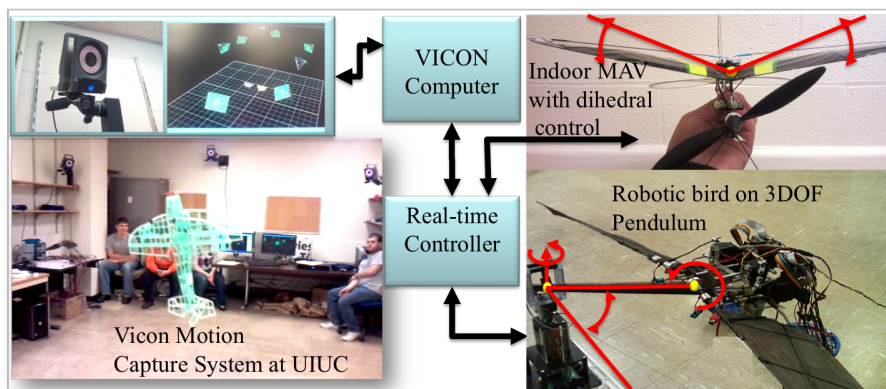 VICON
Computer
Indoor MAV
with dihedral
control
Real-time
Controller
Robotic bird on 3DOF
Pendulum
Vicon Motion
Capture System at UIUC